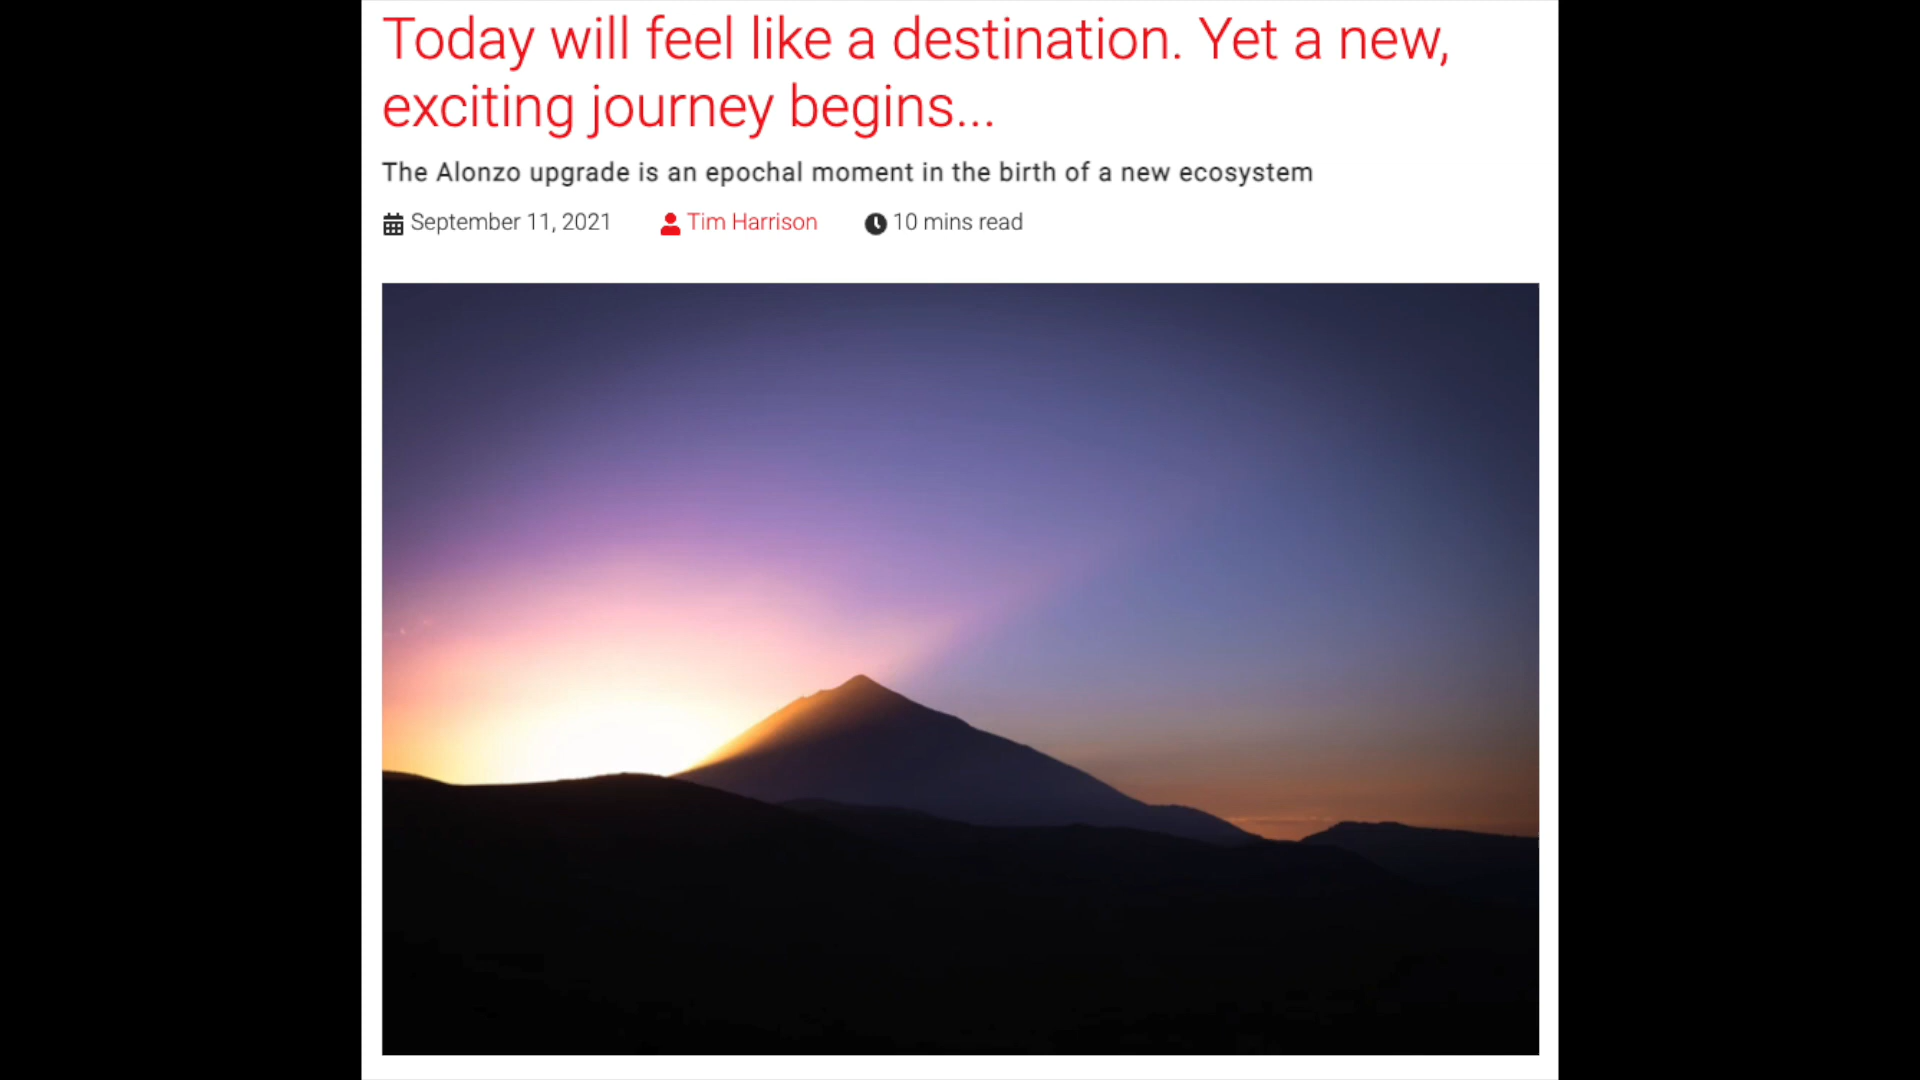 Today will feel like a destination. Yet a new,
exciting journey begins...
The Alonzo upgrade is an epochal moment in the birth of a new ecosystem
September 11, 2021 Tim Harrison 10 mins read